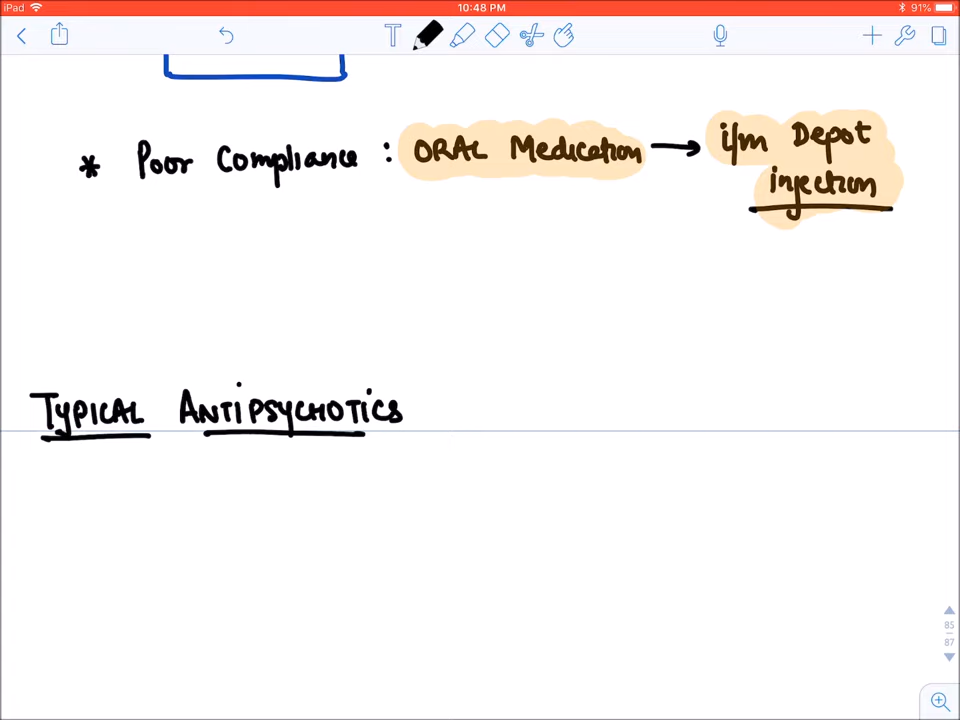 iPad 10:48 PM 91%
T
* Poor Compliance : ORAL Medication → i/m Depot
injection
TYPICAL ANTIPSYCHOTICS
85
87